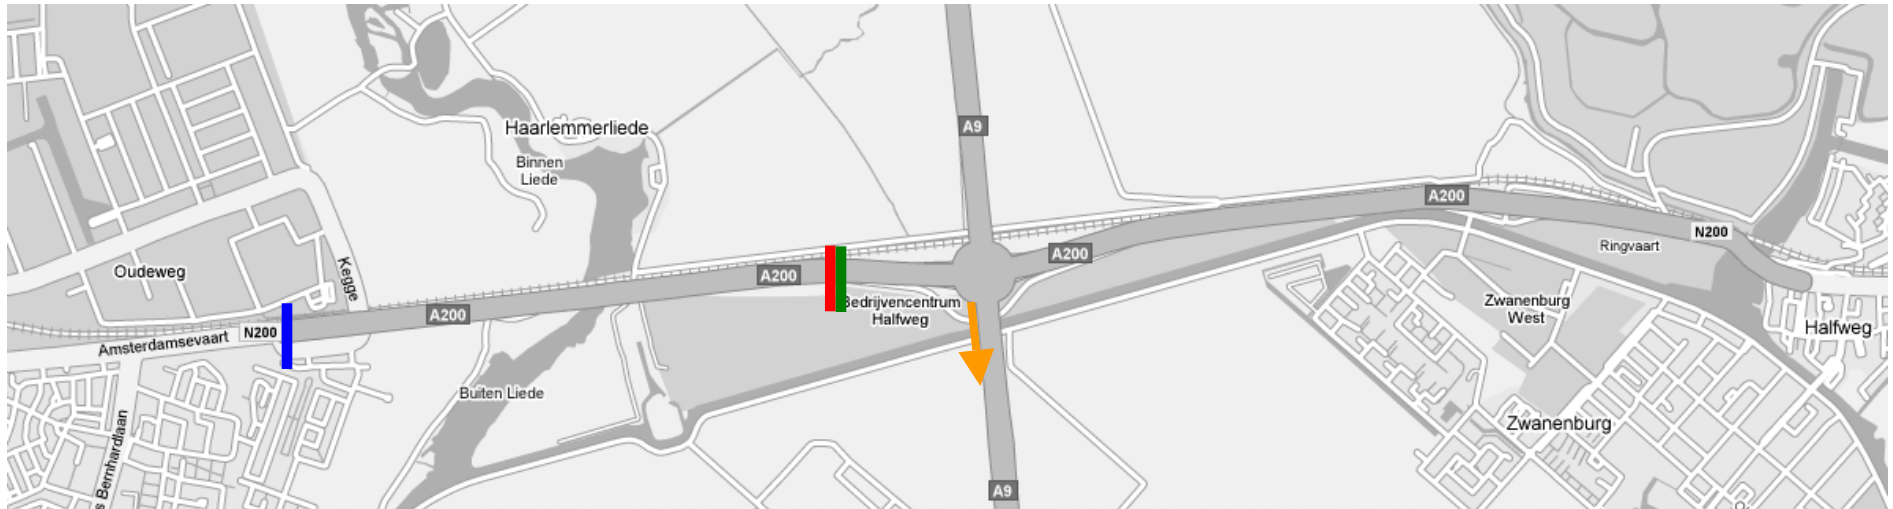 A9
Haarlemmerliede
Binnen
Liede
A200
N200
Ringvaart
A200
Oudeweg
Kegge
A200
Bedrijvencentrum
Halfweg
Zwanenburg
West
A200
N200
Amsterdamsevaart
Halfweg
Buiten Liede
Zwanenburg
s Bernhardlaan
A9